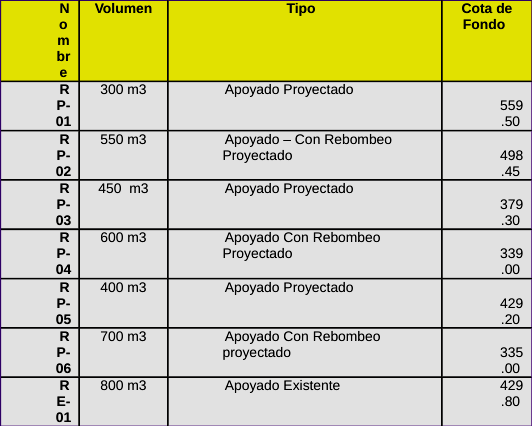 Nombre Volumen Tipo Cota de Fondo
RP-01 300 m3 Apoyado Proyectado 559.50
RP-02 550 m3 Apoyado – Con Rebombeo Proyectado 498.45
RP-03 450 m3 Apoyado Proyectado 379.30
RP-04 600 m3 Apoyado Con Rebombeo Proyectado 339.00
RP-05 400 m3 Apoyado Proyectado 429.20
RP-06 700 m3 Apoyado Con Rebombeo proyectado 335.00
RE-01 800 m3 Apoyado Existente 429.80